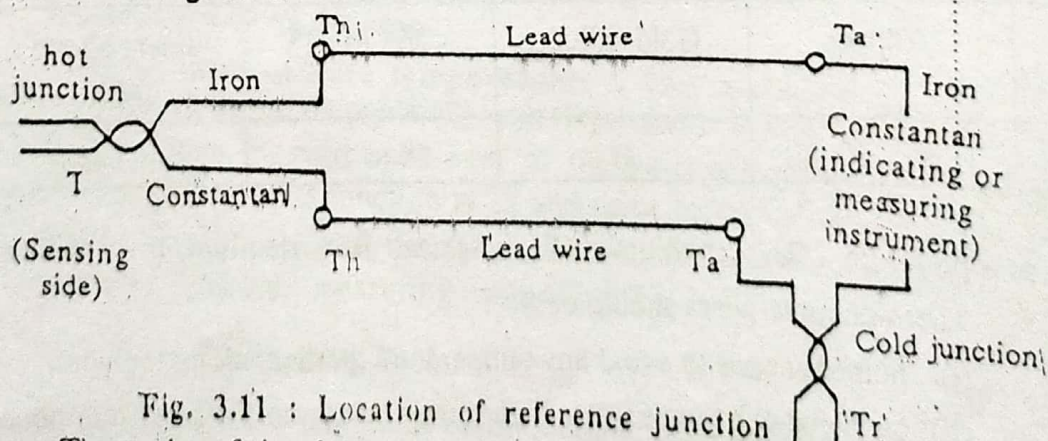 Thi.
Lead wire
Ta
hot
junction
Iron
Iron
Constantan
(indicating or
measuring
instrument)
T
Constantan
(Sensing
side)
Th
Lead wire
Ta
Cold junction
Fig. 3.11 : Location of reference junction
Tr